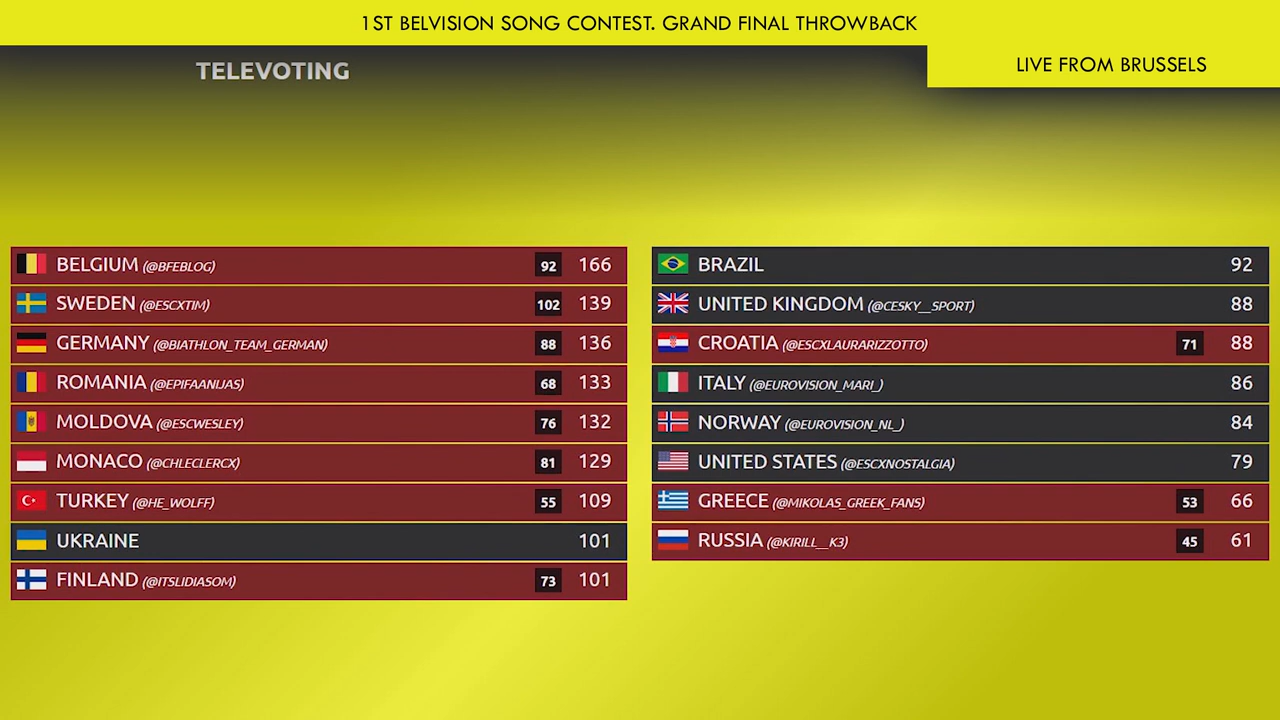 1ST BELVISION SONG CONTEST. GRAND FINAL THROWBACK
LIVE FROM BRUSSELS
TELEVOTING
BELGIUM (@BFEBLOG) 92 166
SWEDEN (@ESCXTIM) 102 139
GERMANY (@BIATHLON_TEAM_GERMAN) 88 136
ROMANIA (@EPIFAANIJAS) 68 133
MOLDOVA (@ESCWESLEY) 76 132
MONACO (@CHLECLERCX) 81 129
TURKEY (@HE_WOLFF) 55 109
UKRAINE 101
FINLAND (@ITSLIDIASOM) 73 101
BRAZIL 92
UNITED KINGDOM (@CESKY__SPORT) 88
CROATIA (@ESCXLAURARIZZOTTO) 71 88
ITALY (@EUROVISION_MARI_) 86
NORWAY (@EUROVISION_NL_) 84
UNITED STATES (@ESCXNOSTALGIA) 79
GREECE (@MIKOLAS_GREEK_FANS) 53 66
RUSSIA (@KIRILL__K3) 45 61